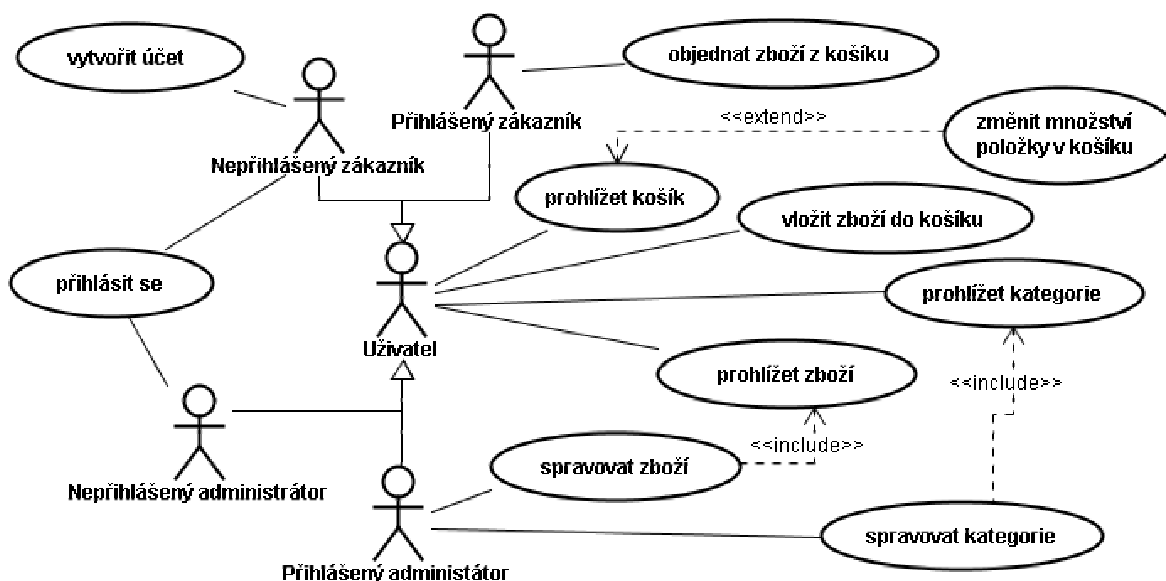 vytvořit účet
objednat zboží z košíku
Přihlášený zákazník
<<extend>>
změnit množství
položky v košíku
Nepřihlášený zákazník
prohlížet košík
vložit zboží do košíku
přihlásit se
prohlížet kategorie
Uživatel
prohlížet zboží
<<include>>
<<include>>
spravovat zboží
Nepřihlášený administrátor
spravovat kategorie
Přihlášený administátor